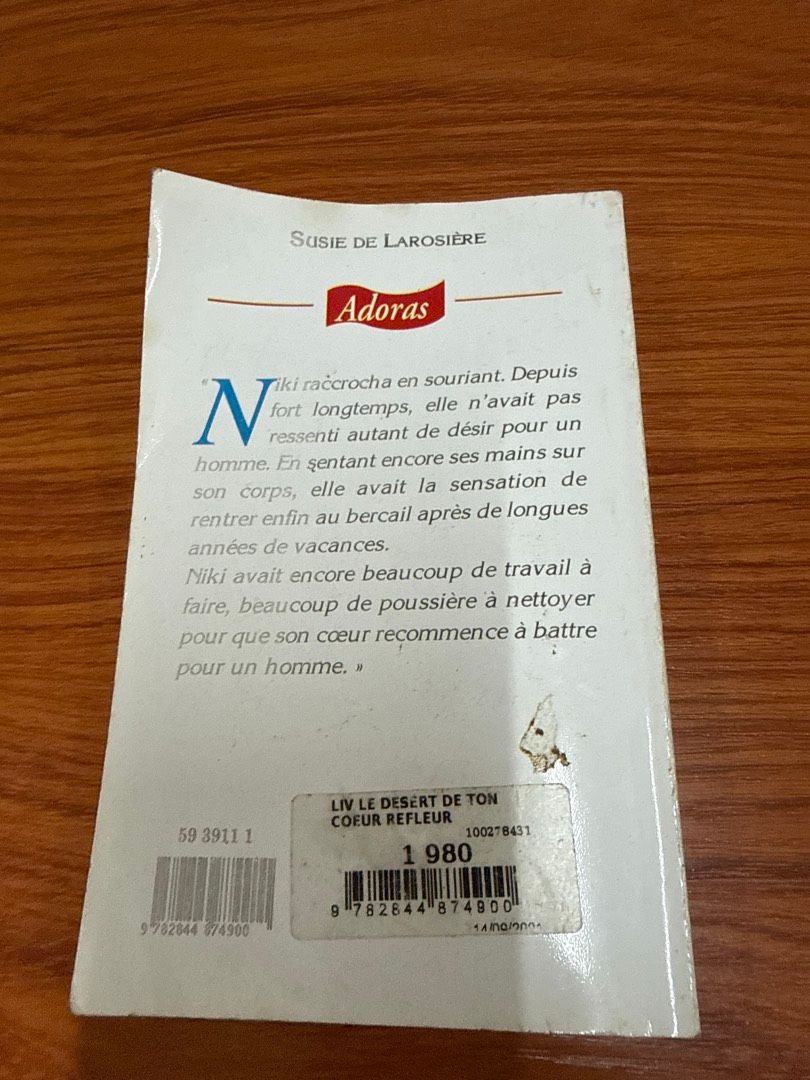 SUSIE DE LAROSIÈRE
Adoras
« Niki raccrocha en souriant. Depuis
fort longtemps, elle n'avait pas
ressenti autant de désir pour un
homme. En sentant encore ses mains sur
son corps, elle avait la sensation de
rentrer enfin au bercail après de longues
années de vacances.
Niki avait encore beaucoup de travail à
faire, beaucoup de poussière à nettoyer
pour que son cœur recommence à battre
pour un homme. »
LIV LE DESERT DE TON
COEUR REFLEUR
100278431
1 980
9 782844 874900
59 3911 1
9 782844 874900